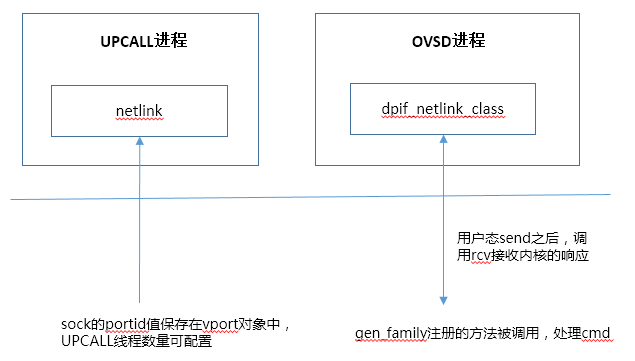 UPCALL进程
OVSD进程
netlink
dpif_netlink_class
用户态send之后，调
用rcv接收内核的响应
sock的portid值保存在vport对象中，
UPCALL线程数量可配置
gen_family注册的方法被调用，处理cmd